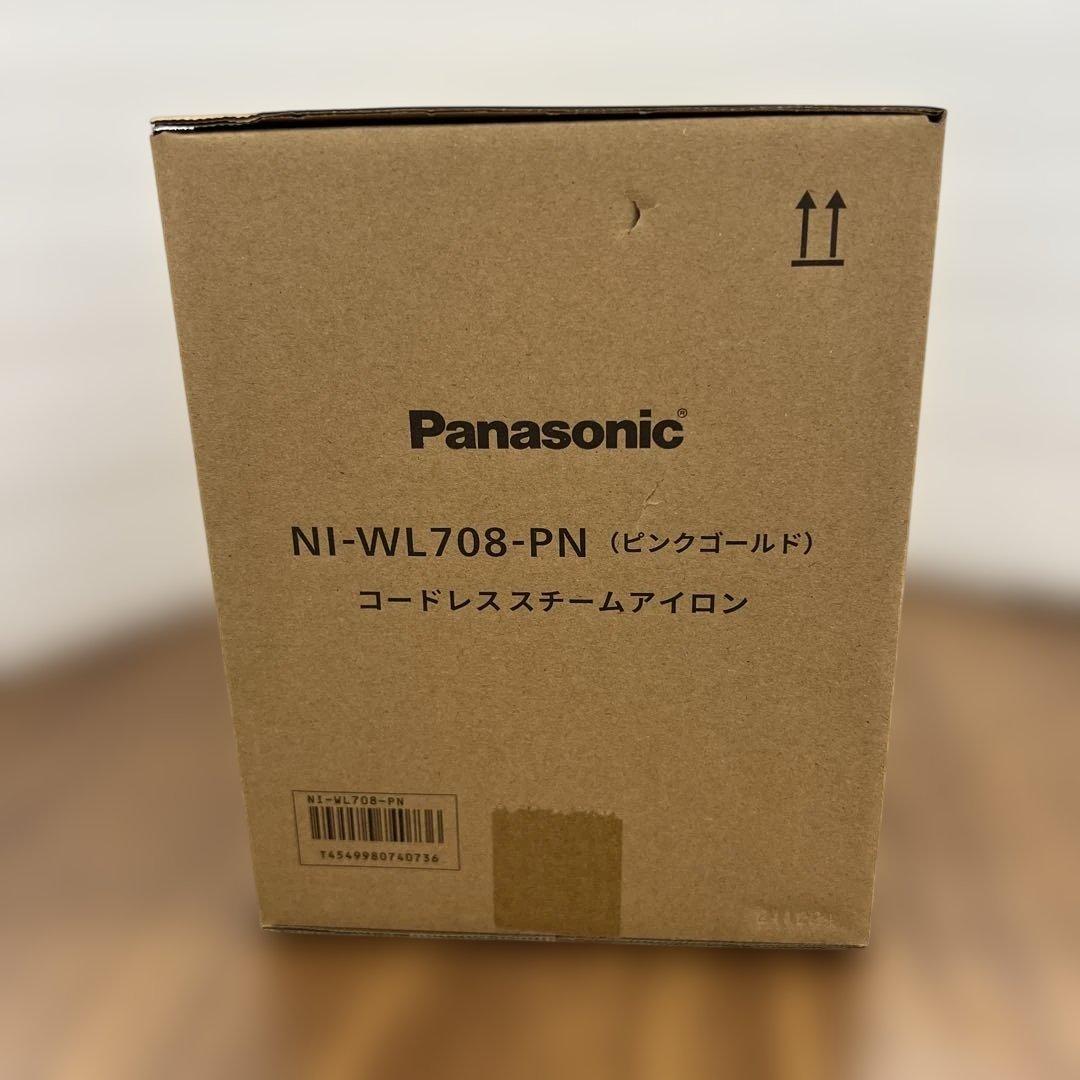 Panasonic®
NI-WL708-PN（ピンクゴールド）
コードレススチームアイロン
NI-WL708-PN
T4549980740736